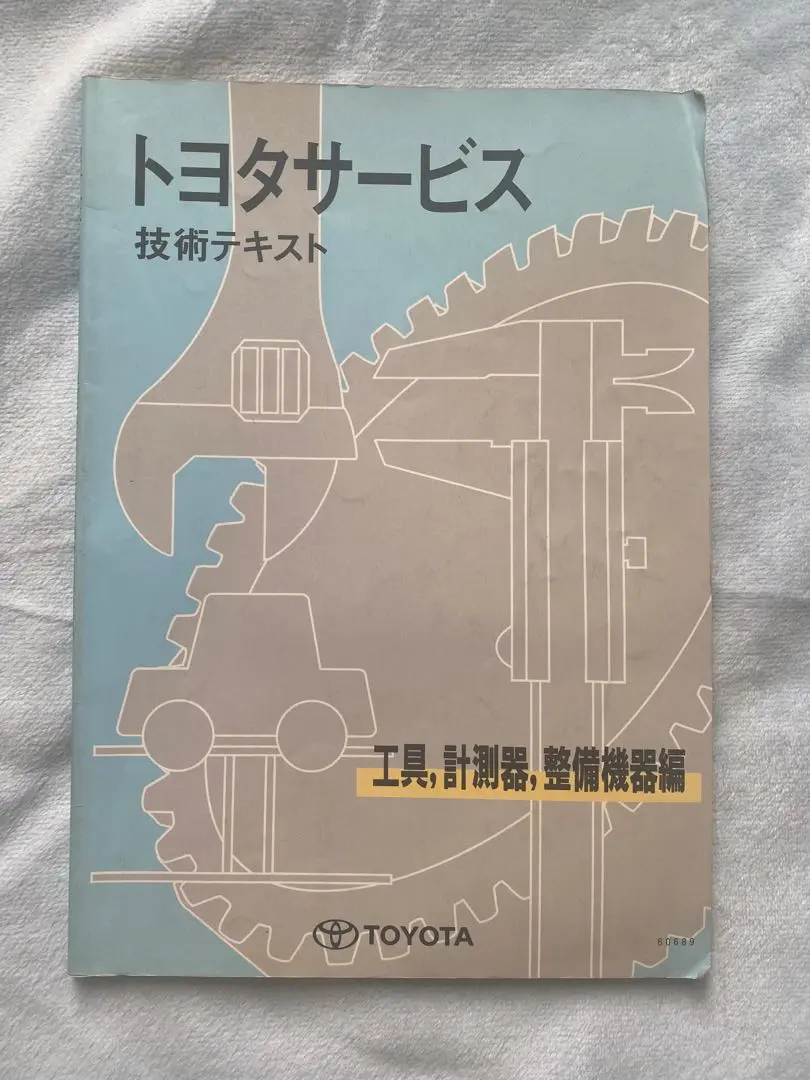 トヨタサービス
技術テキスト
工具,計測器,整備機器編
TOYOTA
60689